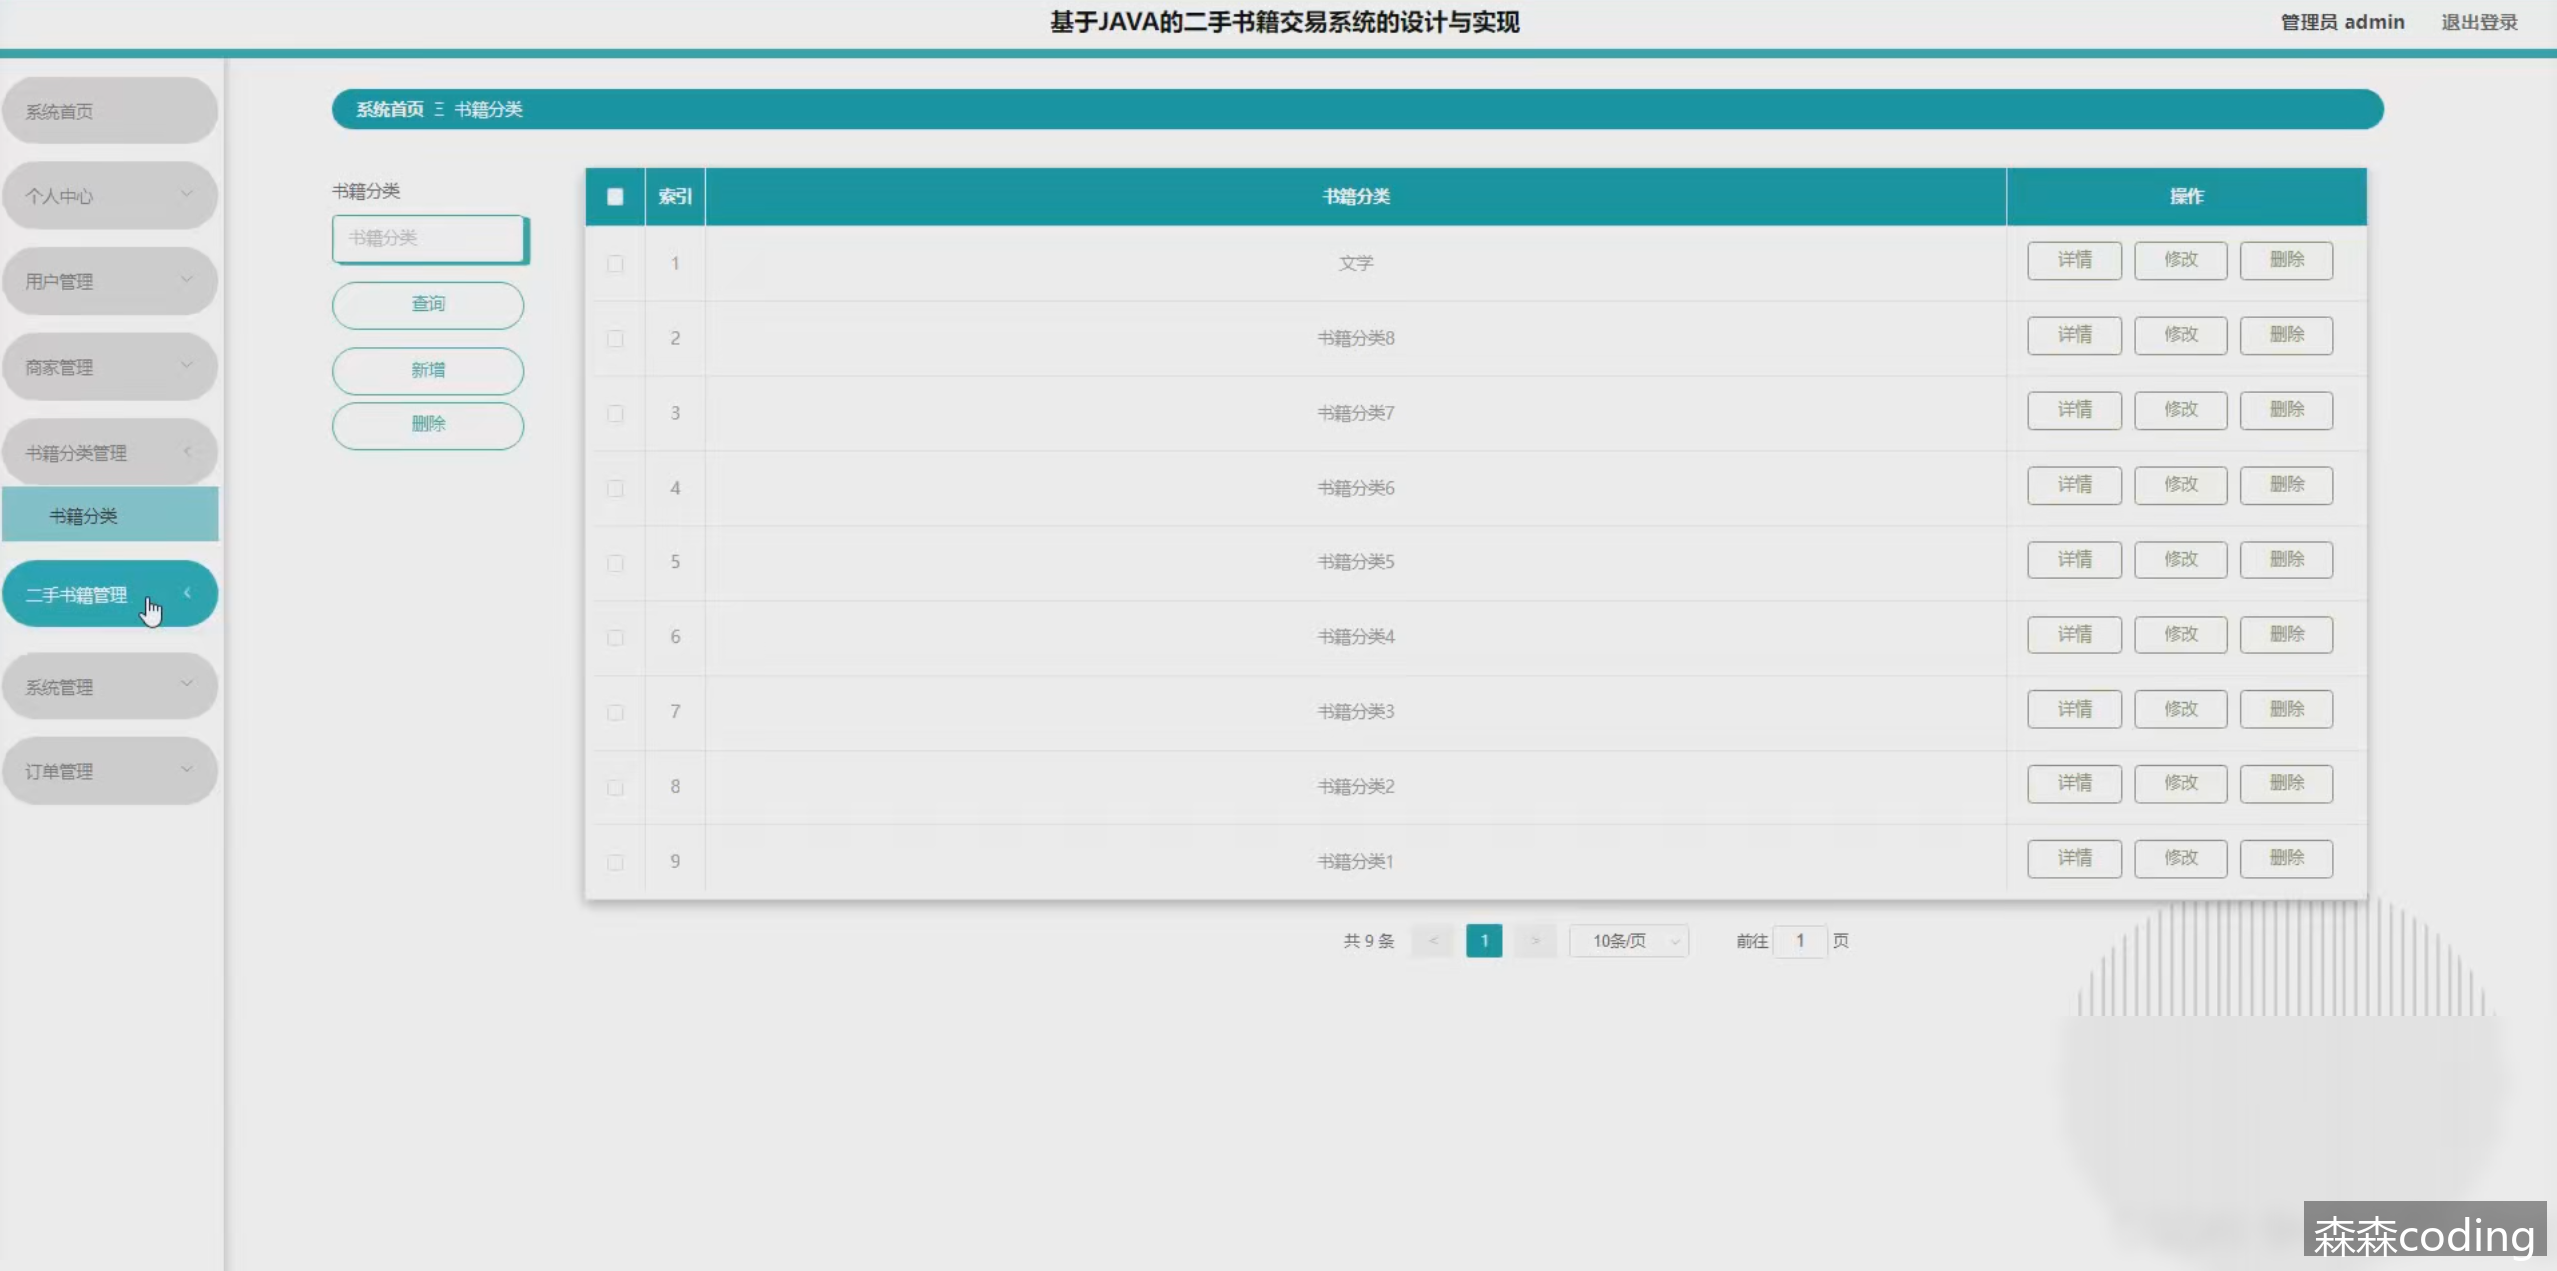 基于JAVA的二手书籍交易系统的设计与实现
管理员 admin 退出登录
系统首页
个人中心
用户管理
商家管理
书籍分类管理
书籍分类
二手书籍管理
系统管理
订单管理
系统首页 Ξ 书籍分类
书籍分类
书籍分类
查询
新增
删除
索引 书籍分类 操作
1 文学 详情 修改 删除
2 书籍分类8 详情 修改 删除
3 书籍分类7 详情 修改 删除
4 书籍分类6 详情 修改 删除
5 书籍分类5 详情 修改 删除
6 书籍分类4 详情 修改 删除
7 书籍分类3 详情 修改 删除
8 书籍分类2 详情 修改 删除
9 书籍分类1 详情 修改 删除
共 9 条 < 1 > 10条/页 前往 1 页
森森coding